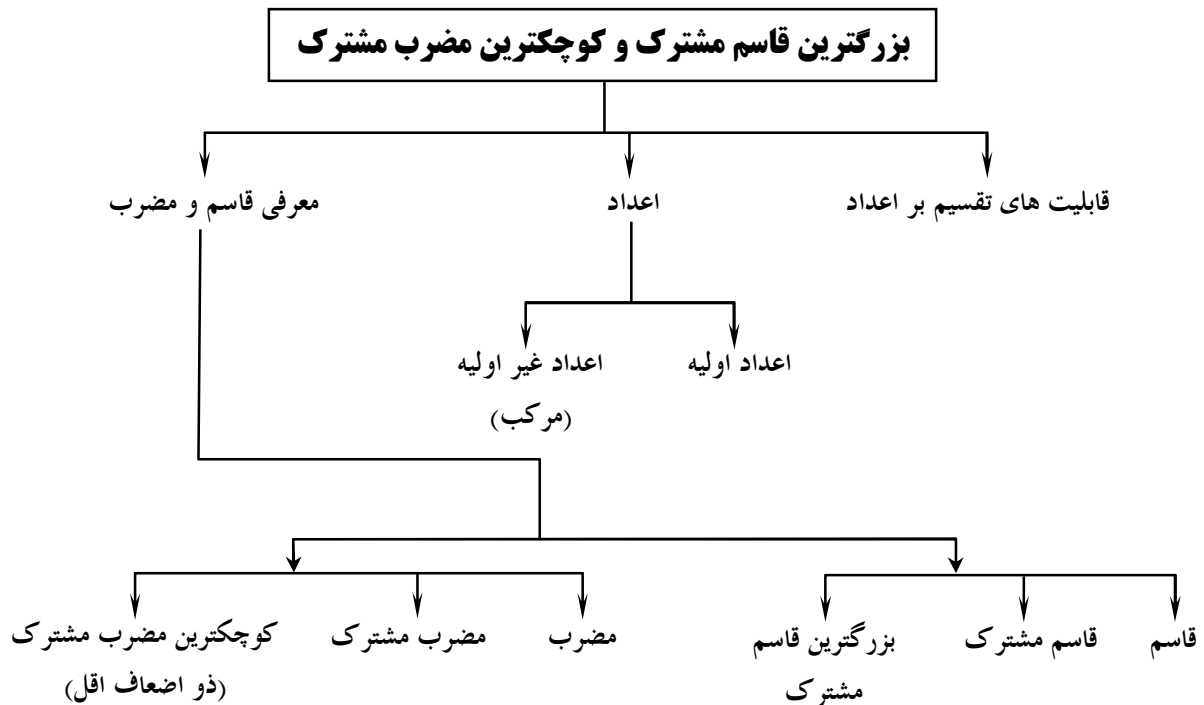 بزرگترین قاسم مشترک و کوچکترین مضرب مشترک
قابلیت های تقسیم بر اعداد
اعداد
معرفی قاسم و مضرب
اعداد اولیه
اعداد غیر اولیه
(مرکب)
قاسم
قاسم مشترک
بزرگترین قاسم
مشترک
مضرب
مضرب مشترک
کوچکترین مضرب مشترک
(ذو اضعاف اقل)